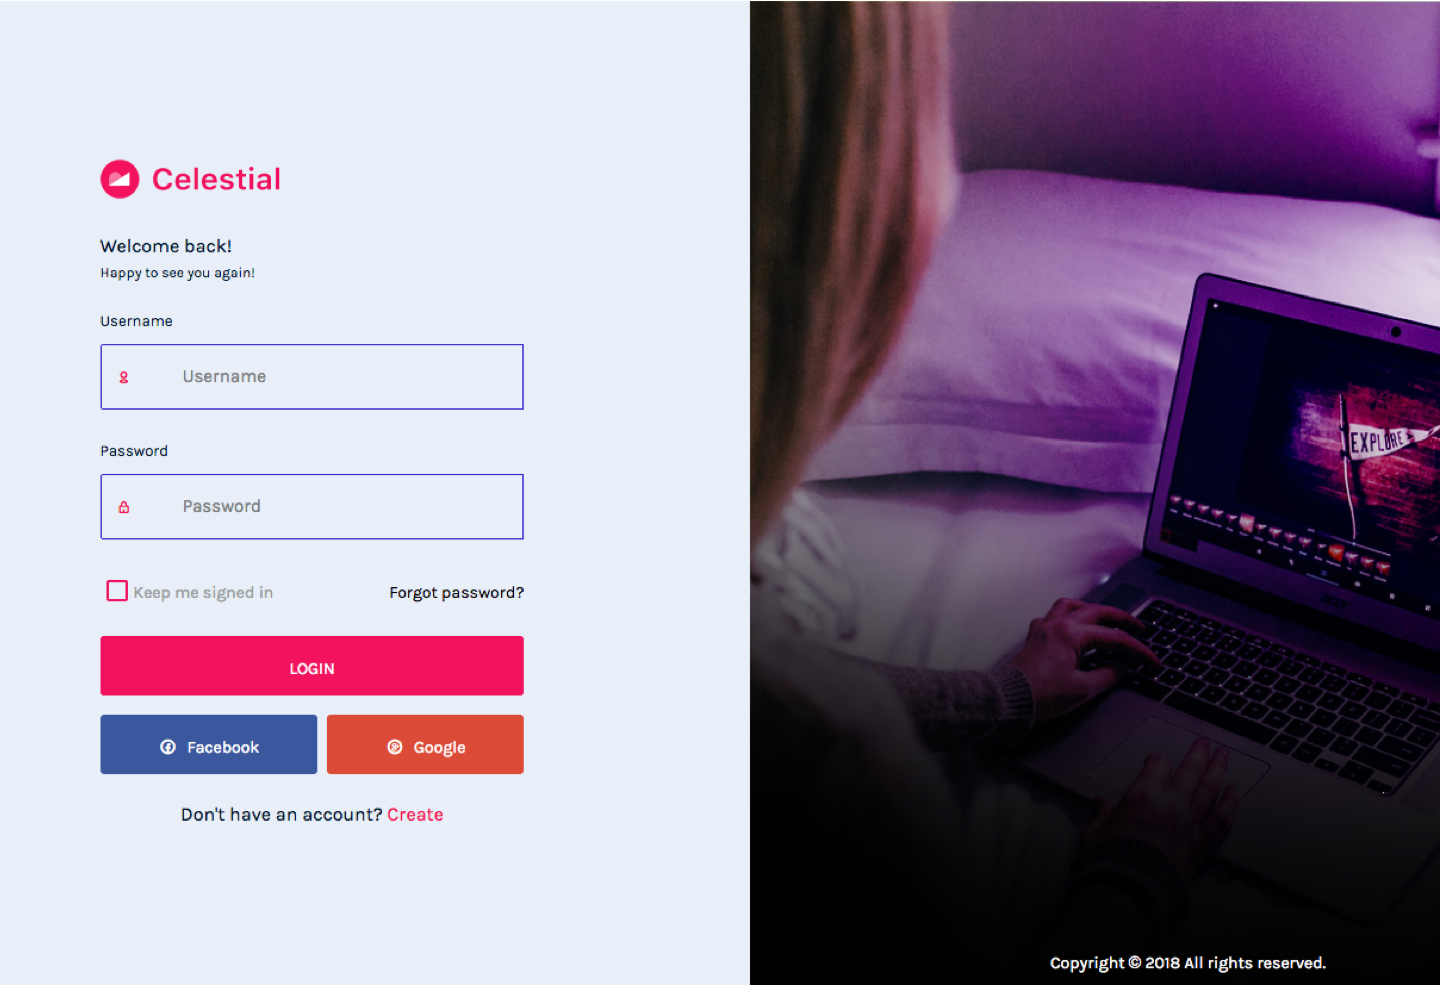 Celestial
Welcome back!
Happy to see you again!
Username
Username
Password
Password
Keep me signed in
Forgot password?
LOGIN
Facebook
Google
Don't have an account? Create
EXPLORE
acer
Copyright © 2018 All rights reserved.